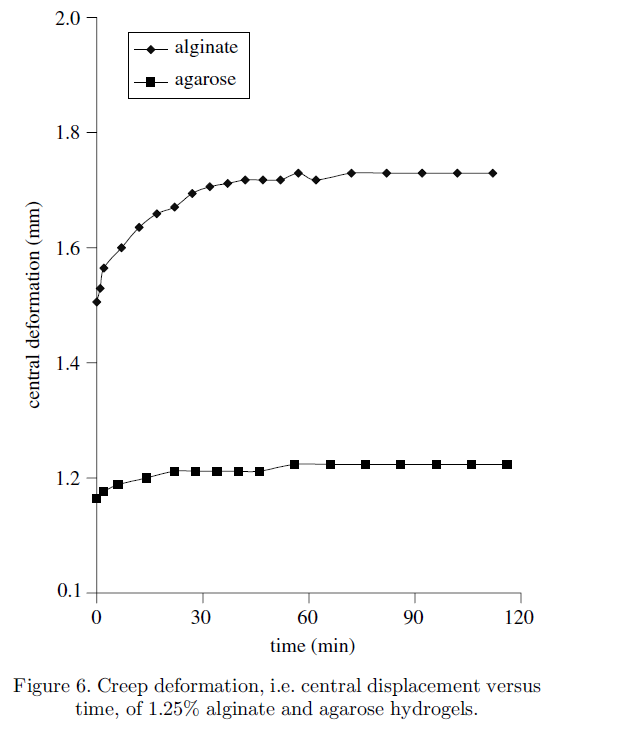 2.0
alginate
agarose
1.8
1.6
1.4
1.2
0.1
central deformation (mm)
0 30 60 90 120
time (min)
Figure 6. Creep deformation, i.e. central displacement versus
time, of 1.25% alginate and agarose hydrogels.